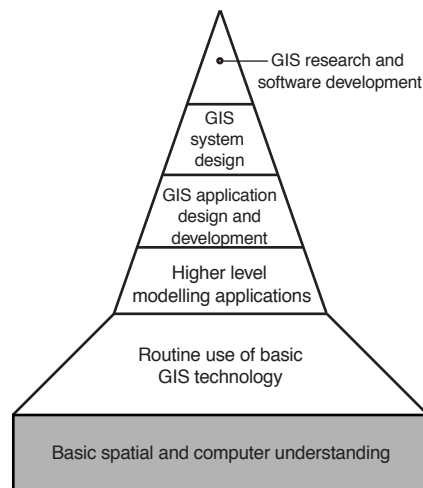 GIS research and
software development
GIS
system
design
GIS application
design and
development
Higher level
modelling applications
Routine use of basic
GIS technology
Basic spatial and computer understanding